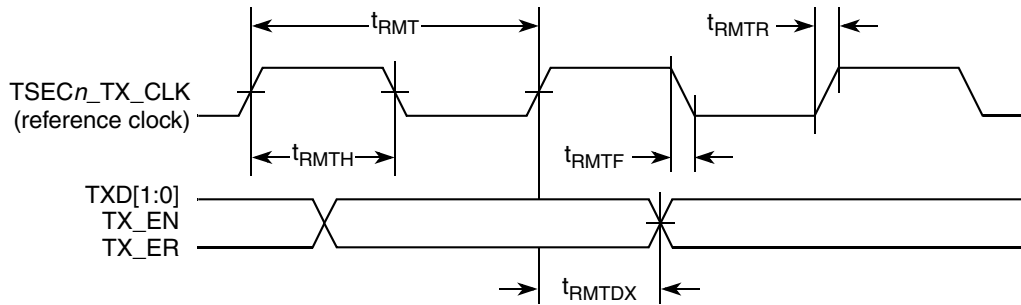 tRMT
tRMTR
TSECn_TX_CLK
(reference clock)
tRMTH
tRMTF
TXD[1:0]
TX_EN
TX_ER
tRMTDX